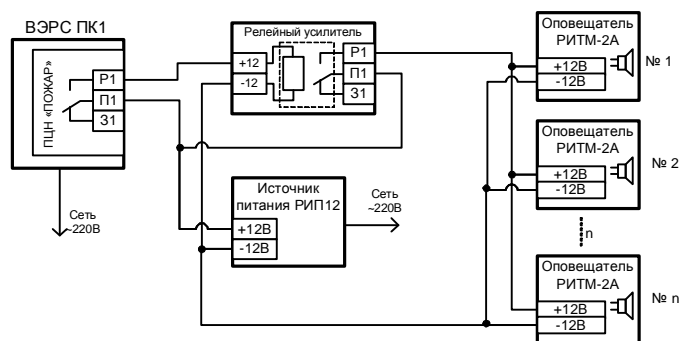 ВЭРС ПК1
ПЦН «ПОЖАР»
Р1
П1
З1
Сеть
~220В
Релейный усилитель
+12
-12
Р1
П1
З1
Источник
питания РИП12
+12В
-12В
Сеть
~220В
Оповещатель
РИТМ-2А
+12В
-12В
№ 1
Оповещатель
РИТМ-2А
+12В
-12В
№ 2
n
Оповещатель
РИТМ-2А
+12В
-12В
№ n